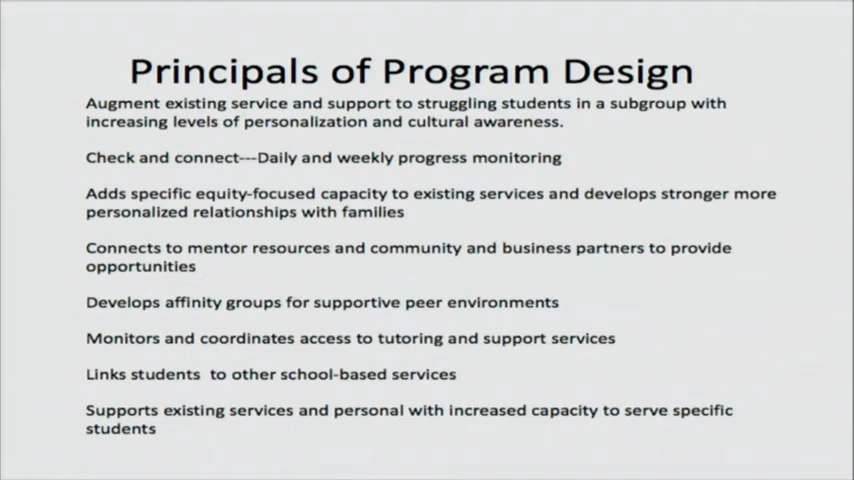 Principals of Program Design
Augment existing service and support to struggling students in a subgroup with
increasing levels of personalization and cultural awareness.
Check and connect---Daily and weekly progress monitoring
Adds specific equity-focused capacity to existing services and develops stronger more
personalized relationships with families
Connects to mentor resources and community and business partners to provide
opportunities
Develops affinity groups for supportive peer environments
Monitors and coordinates access to tutoring and support services
Links students  to other school-based services
Supports existing services and personal with increased capacity to serve specific
students